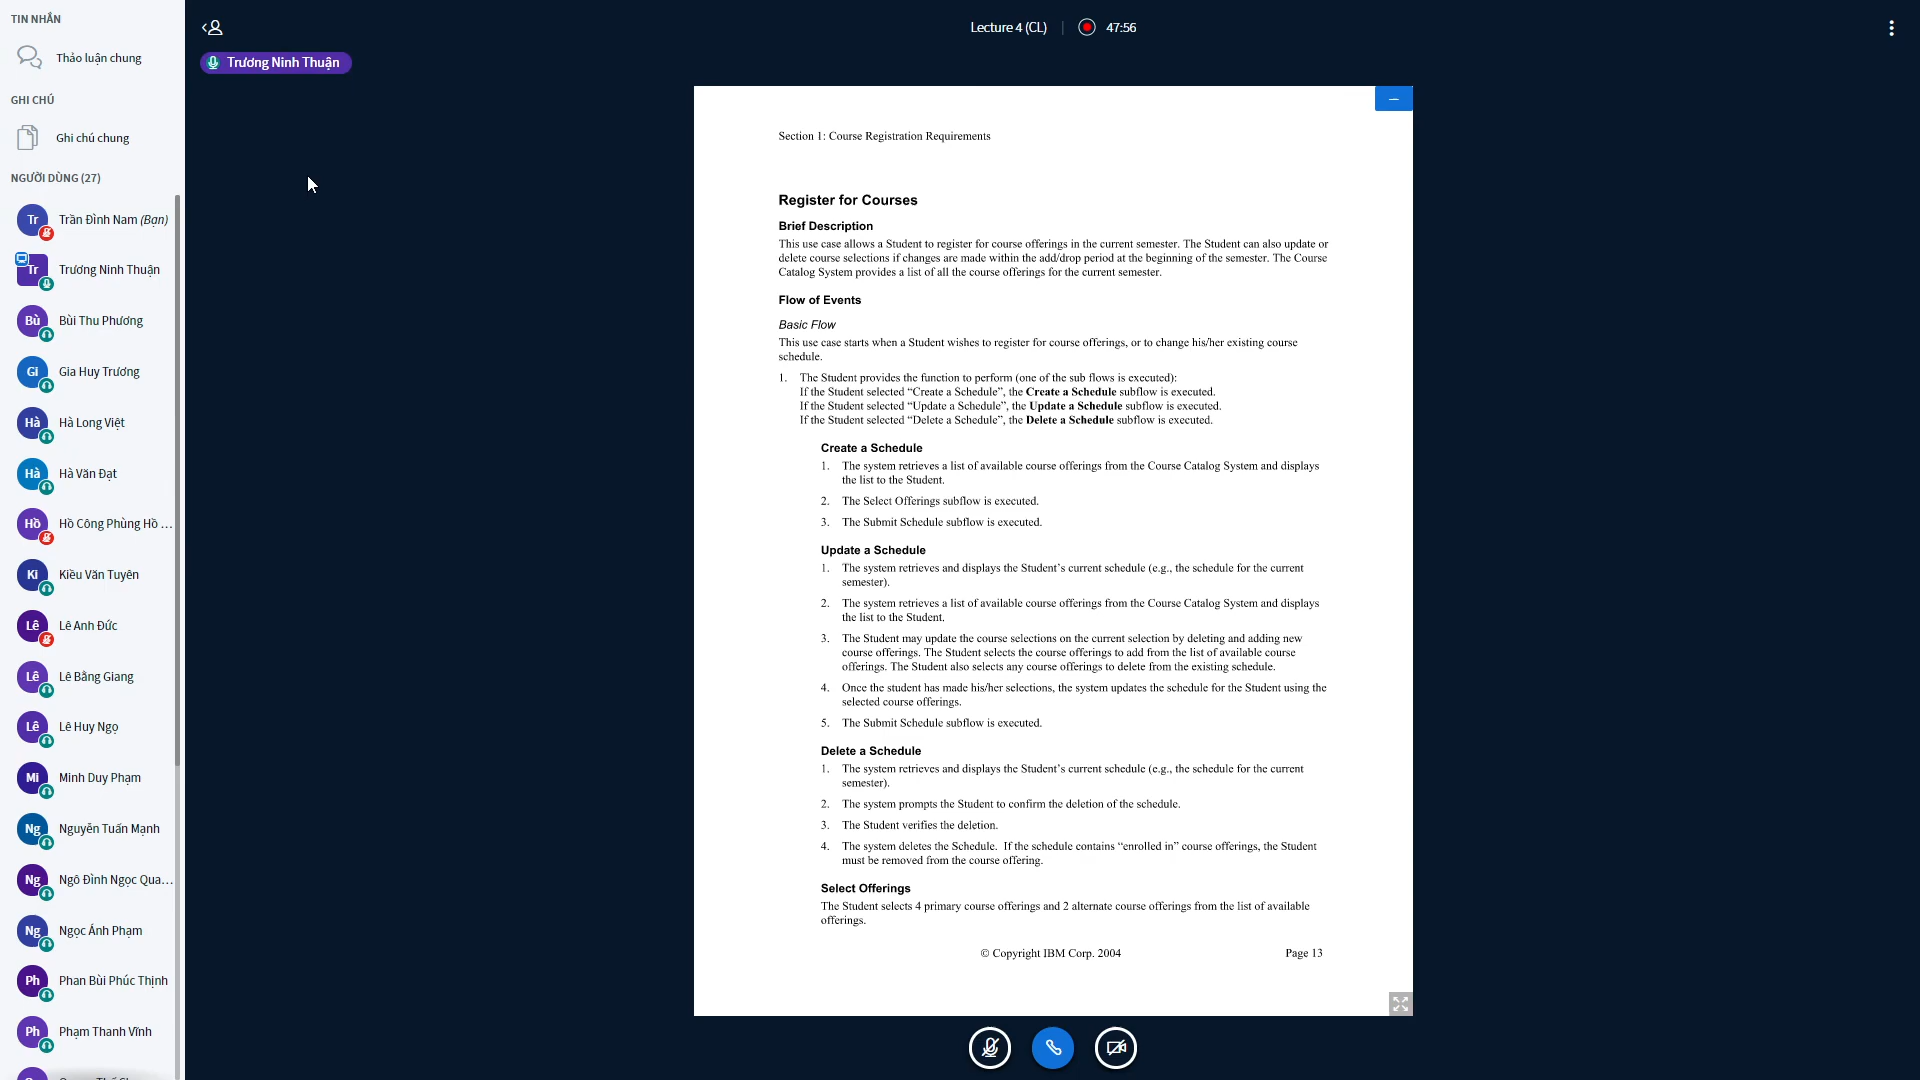 TIN NHẮN
Thảo luận chung
GHI CHÚ
Ghi chú chung
NGƯỜI DÙNG (27)
Tr Trần Đình Nam (Bạn)
Tr Trương Ninh Thuận
Bù Bùi Thu Phương
Gi Gia Huy Trương
Hà Hà Long Việt
Hà Hà Văn Đạt
Hồ Hồ Công Phùng Hồ ...
Ki Kiều Văn Tuyên
Lê Lê Anh Đức
Lê Lê Bằng Giang
Lê Lê Huy Ngọ
Mi Minh Duy Phạm
Ng Nguyễn Tuấn Mạnh
Ng Ngô Đình Ngọc Qua...
Ng Ngọc Ánh Phạm
Ph Phan Bùi Phúc Thịnh
Ph Phạm Thanh Vĩnh
Lecture 4 (CL) 47:56
Trương Ninh Thuận
Section 1: Course Registration Requirements
Register for Courses
Brief Description
This use case allows a Student to register for course offerings in the current semester. The Student can also update or
delete course selections if changes are made within the add/drop period at the beginning of the semester. The Course
Catalog System provides a list of all the course offerings for the current semester.
Flow of Events
Basic Flow
This use case starts when a Student wishes to register for course offerings, or to change his/her existing course
schedule.
1. The Student provides the function to perform (one of the sub flows is executed):
If the Student selected “Create a Schedule”, the Create a Schedule subflow is executed.
If the Student selected “Update a Schedule”, the Update a Schedule subflow is executed.
If the Student selected “Delete a Schedule”, the Delete a Schedule subflow is executed.
Create a Schedule
1. The system retrieves a list of available course offerings from the Course Catalog System and displays
the list to the Student.
2. The Select Offerings subflow is executed.
3. The Submit Schedule subflow is executed.
Update a Schedule
1. The system retrieves and displays the Student’s current schedule (e.g., the schedule for the current
semester).
2. The system retrieves a list of available course offerings from the Course Catalog System and displays
the list to the Student.
3. The Student may update the course selections on the current selection by deleting and adding new
course offerings. The Student selects the course offerings to add from the list of available course
offerings. The Student also selects any course offerings to delete from the existing schedule.
4. Once the student has made his/her selections, the system updates the schedule for the Student using the
selected course offerings.
5. The Submit Schedule subflow is executed.
Delete a Schedule
1. The system retrieves and displays the Student’s current schedule (e.g., the schedule for the current
semester).
2. The system prompts the Student to confirm the deletion of the schedule.
3. The Student verifies the deletion.
4. The system deletes the Schedule. If the schedule contains “enrolled in” course offerings, the Student
must be removed from the course offering.
Select Offerings
The Student selects 4 primary course offerings and 2 alternate course offerings from the list of available
offerings.
© Copyright IBM Corp. 2004 Page 13